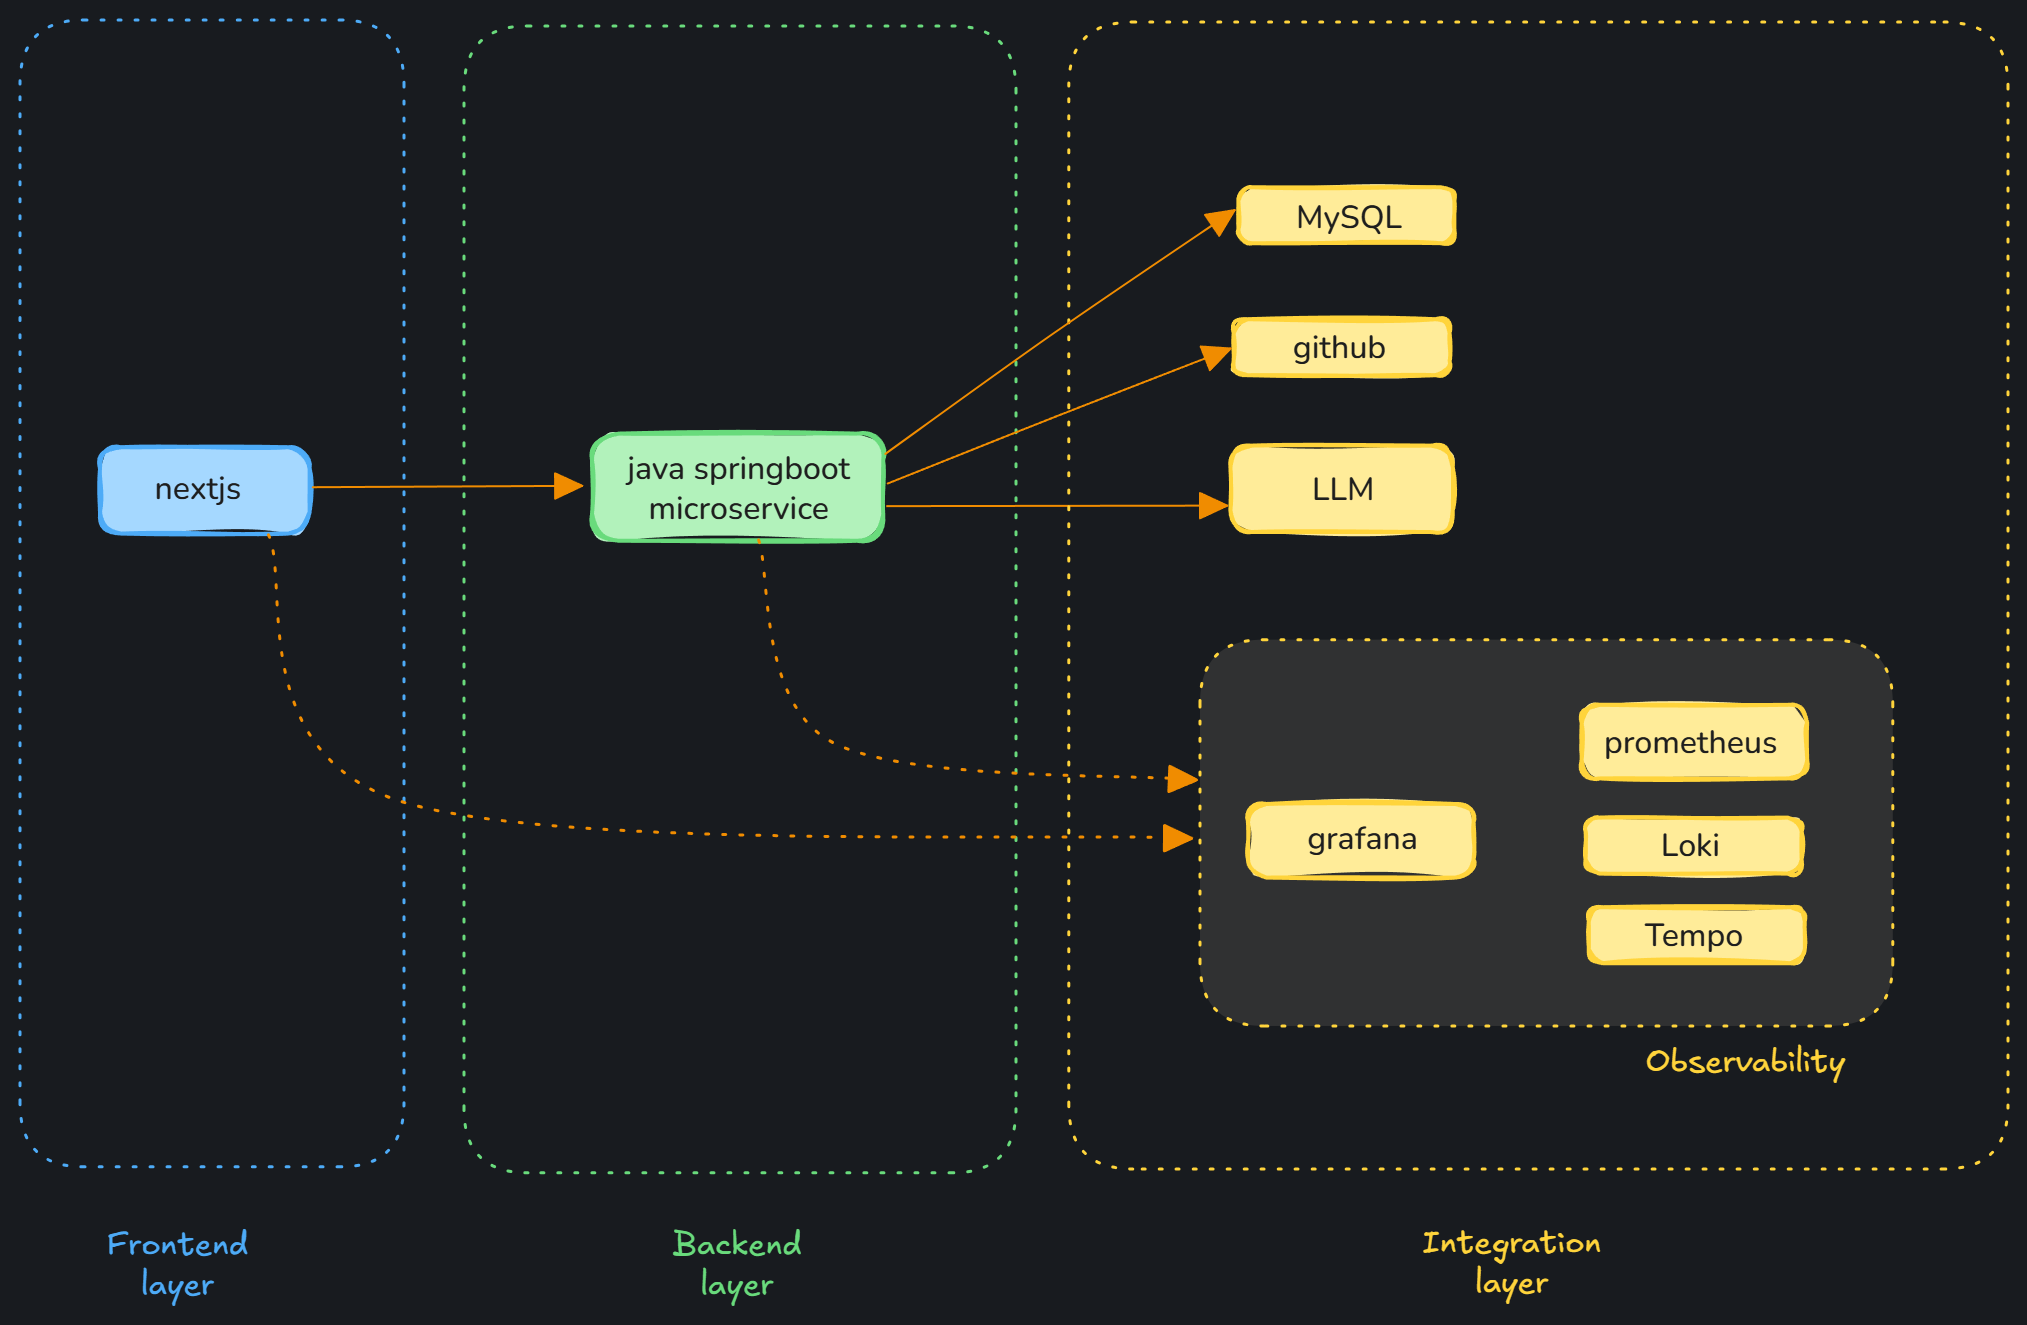 nextjs
java springboot
microservice
MySQL
github
LLM
grafana
prometheus
Loki
Tempo
Observability
Frontend
layer
Backend
layer
Integration
layer